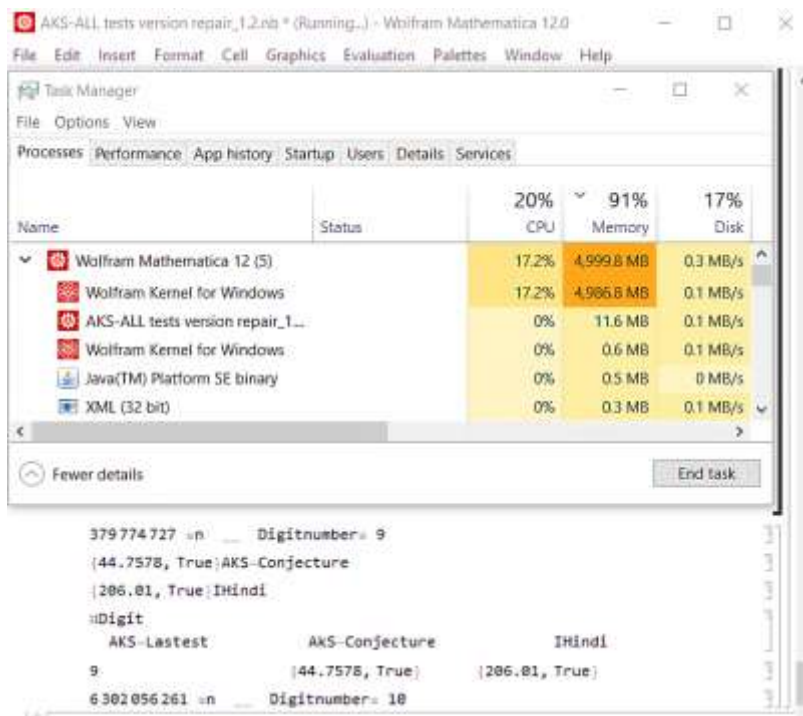 AKS-ALL tests version repair_1.2.nb * (Running...) - Wolfram Mathematica 12.0
File Edit Insert Format Cell Graphics Evaluation Palettes Window Help
Task Manager
File Options View
Processes Performance App history Startup Users Details Services
20% 91% 17%
Name Status CPU Memory Disk
Wolfram Mathematica 12 (5) 17.2% 4,999.8 MB 0.3 MB/s
Wolfram Kernel for Windows 17.2% 4,986.8 MB 0.1 MB/s
AKS-ALL tests version repair_1... 0% 11.6 MB 0.1 MB/s
Wolfram Kernel for Windows 0% 0.6 MB 0.1 MB/s
Java(TM) Platform SE binary 0% 0.5 MB 0 MB/s
XML (32 bit) 0% 0.3 MB 0.1 MB/s
Fewer details End task
379774727 =n __ Digitnumber= 9
{44.7578, True}AKS-Conjecture
{206.01, True}IHindi
Digit
AKS-Lastest AKS-Conjecture IHindi
9 {44.7578, True} {206.01, True}
6302056261 =n __ Digitnumber= 10